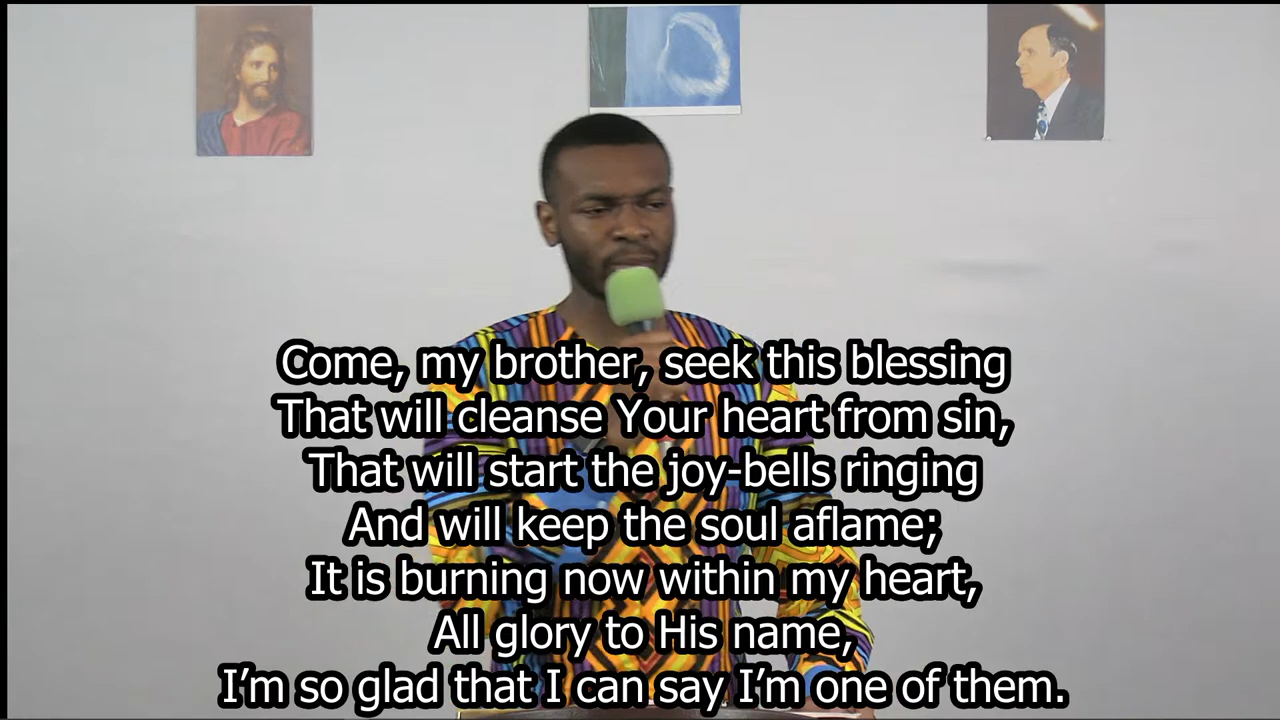 Come, my brother, seek this blessing
That will cleanse Your heart from sin,
That will start the joy-bells ringing
And will keep the soul aflame;
It is burning now within my heart,
All glory to His name,
I’m so glad that I can say I’m one of them.